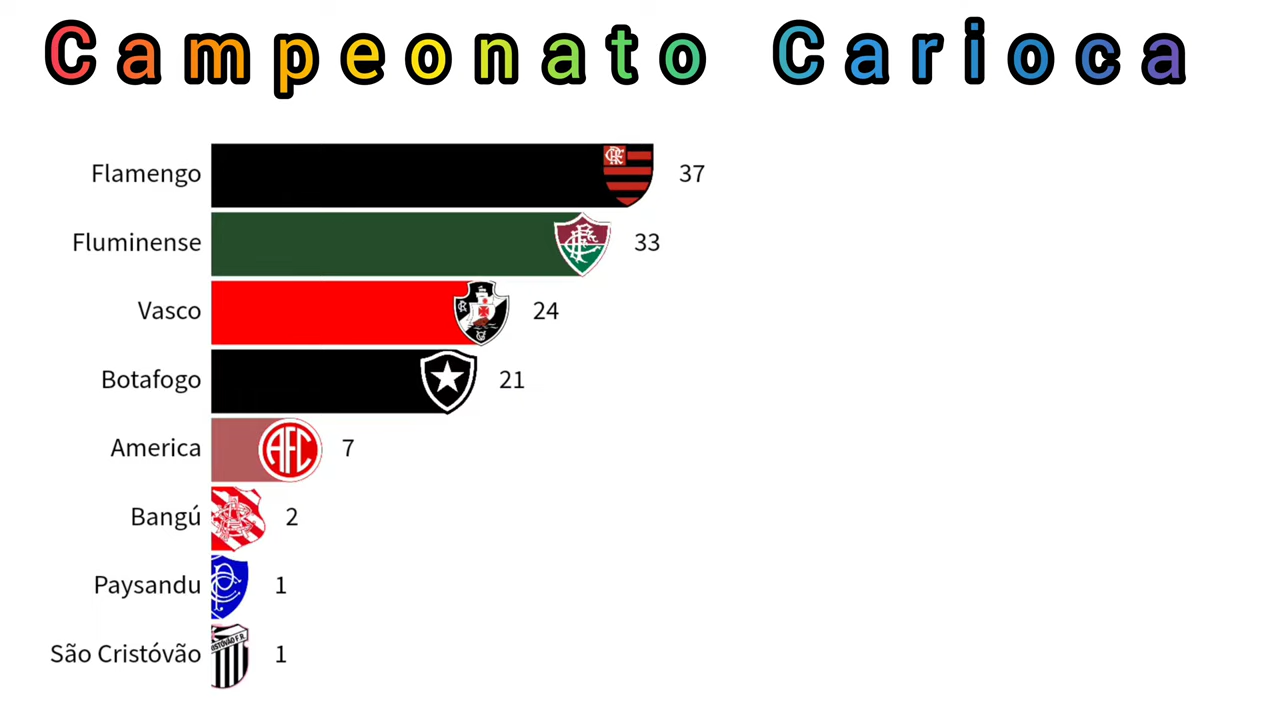 Campeonato Carioca
Flamengo 37
Fluminense 33
Vasco 24
Botafogo 21
America AFC 7
Bangú 2
Paysandu 1
São Cristóvão 1